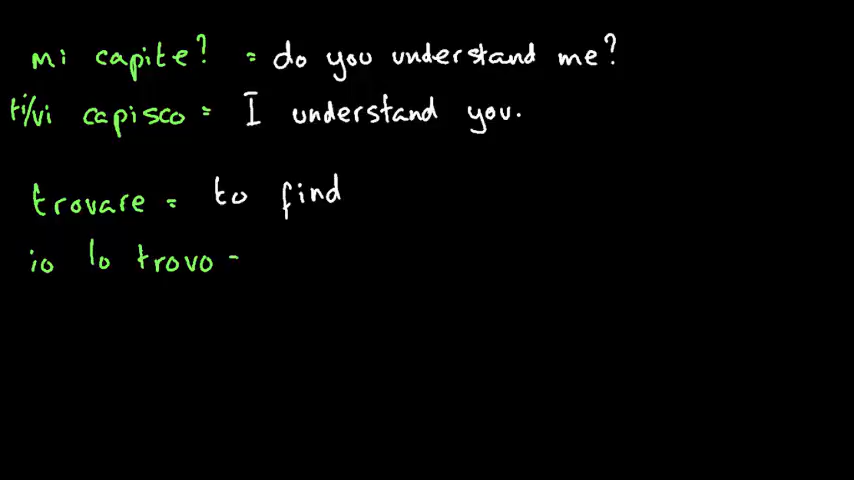 mi capite? = do you understand me?
ti/vi capisco = I understand you.
trovare = to find
io lo trovo -